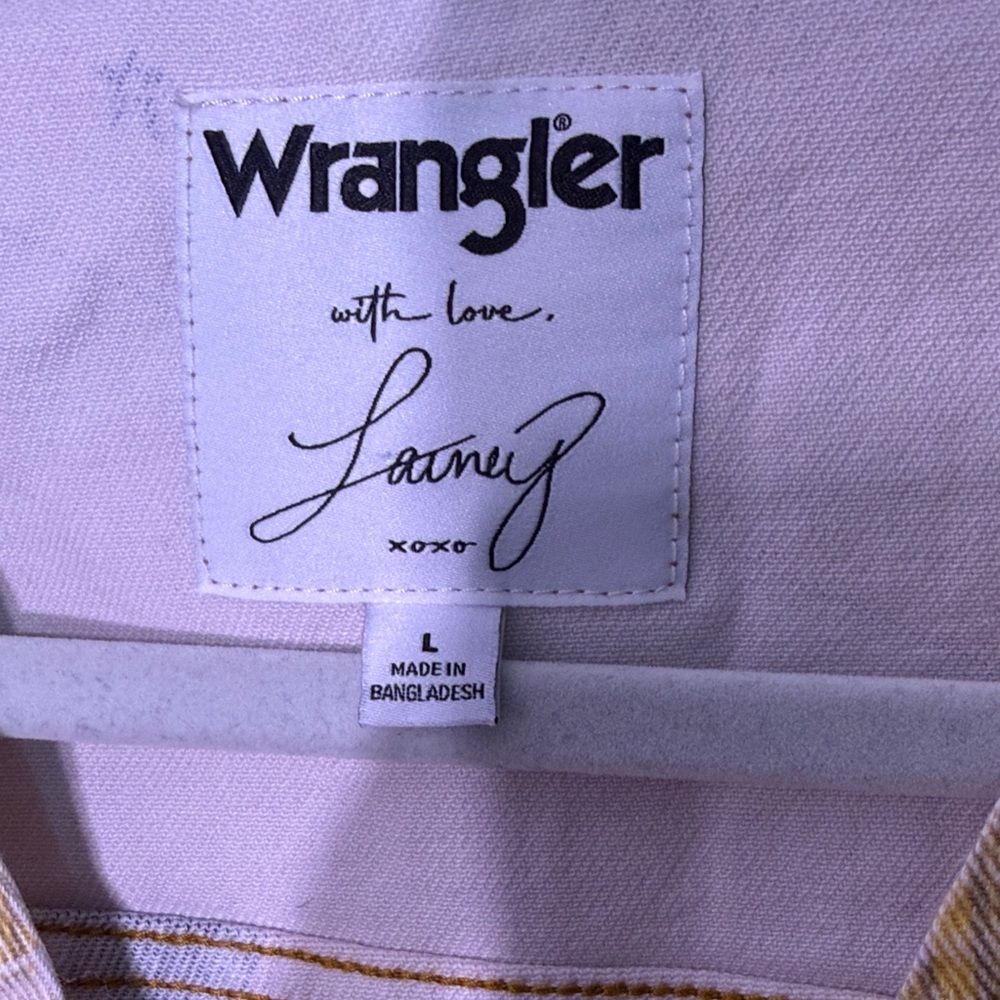 Wrangler®
with love,
Lainey
xoxo
L
MADE IN
BANGLADESH